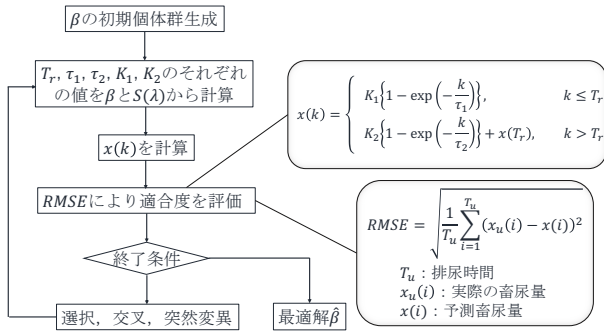 βの初期個体群生成
T_r, τ_1, τ_2, K_1, K_2のそれぞれ
の値をβとS(λ)から計算
x(k)を計算
RMSEにより適合度を評価
終了条件
選択，交叉，突然変異
最適解β̂
x(k) = { K_1{1 − exp(−k/τ_1)}, k ≤ T_r
K_2{1 − exp(−k/τ_2)} + x(T_r), k > T_r
RMSE = √(1/T_u ∑_{i=1}^{T_u} (x_u(i) − x(i))^2)
T_u：排尿時間
x_u(i)：実際の畜尿量
x(i)：予測畜尿量